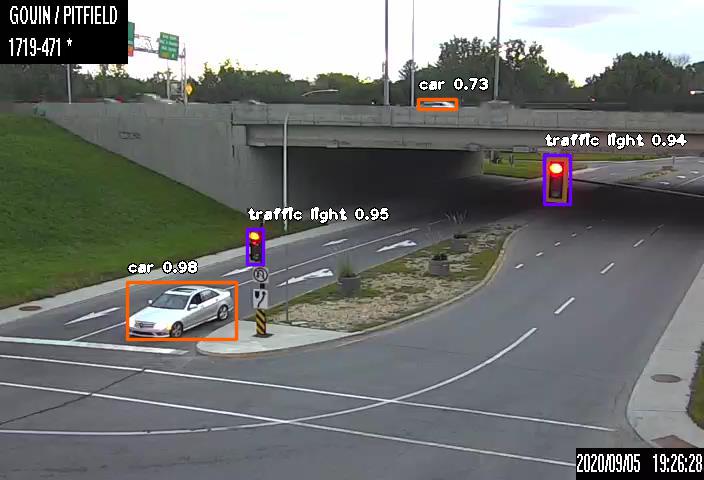 GOUIN / PITFIELD
1719-471 *
car 0.73
traffic light 0.94
traffic light 0.95
car 0.98
2020/09/05 19:26:28